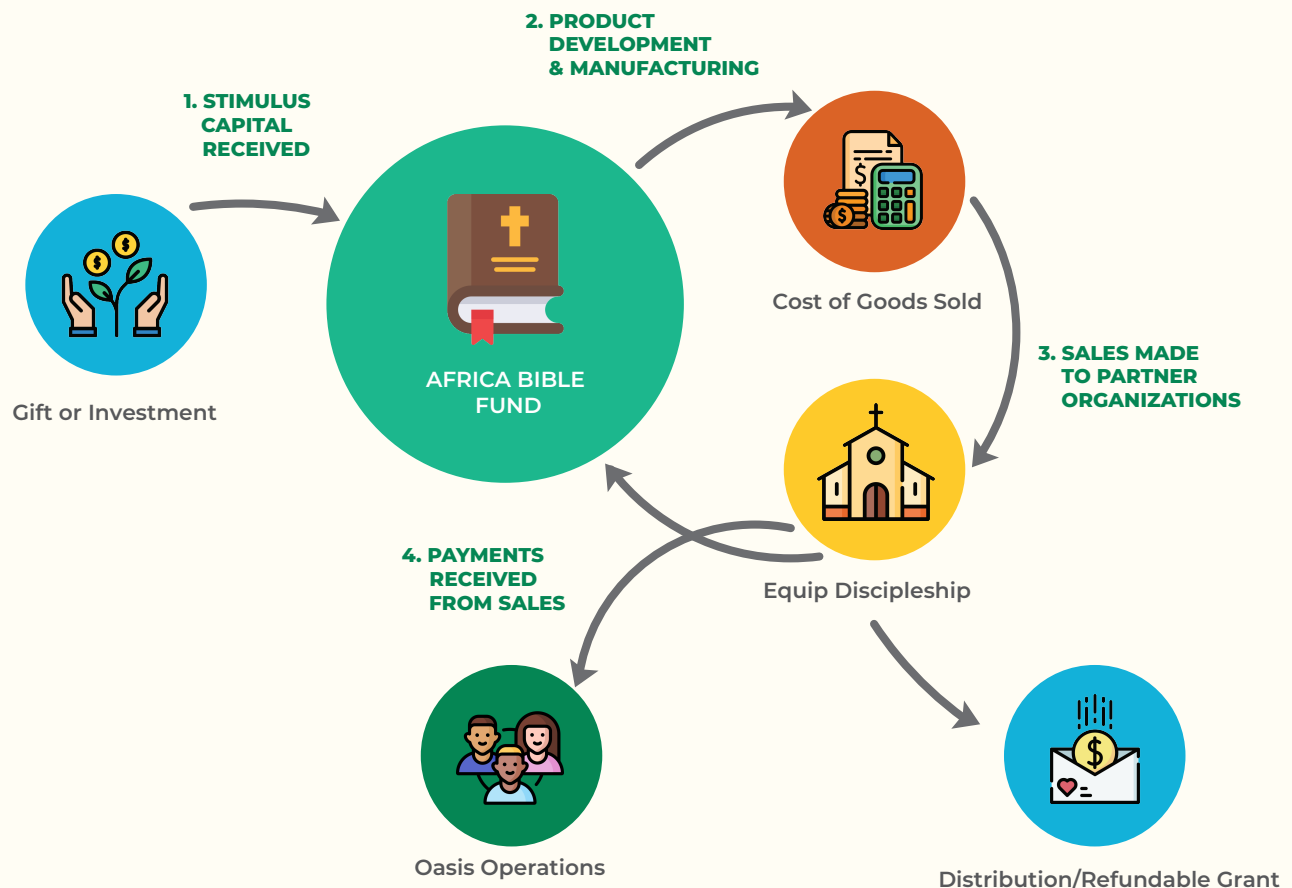 1. STIMULUS
CAPITAL
RECEIVED
2. PRODUCT
DEVELOPMENT
& MANUFACTURING
Gift or Investment
AFRICA BIBLE
FUND
Cost of Goods Sold
3. SALES MADE
TO PARTNER
ORGANIZATIONS
Equip Discipleship
4. PAYMENTS
RECEIVED
FROM SALES
Oasis Operations
Distribution/Refundable Grant